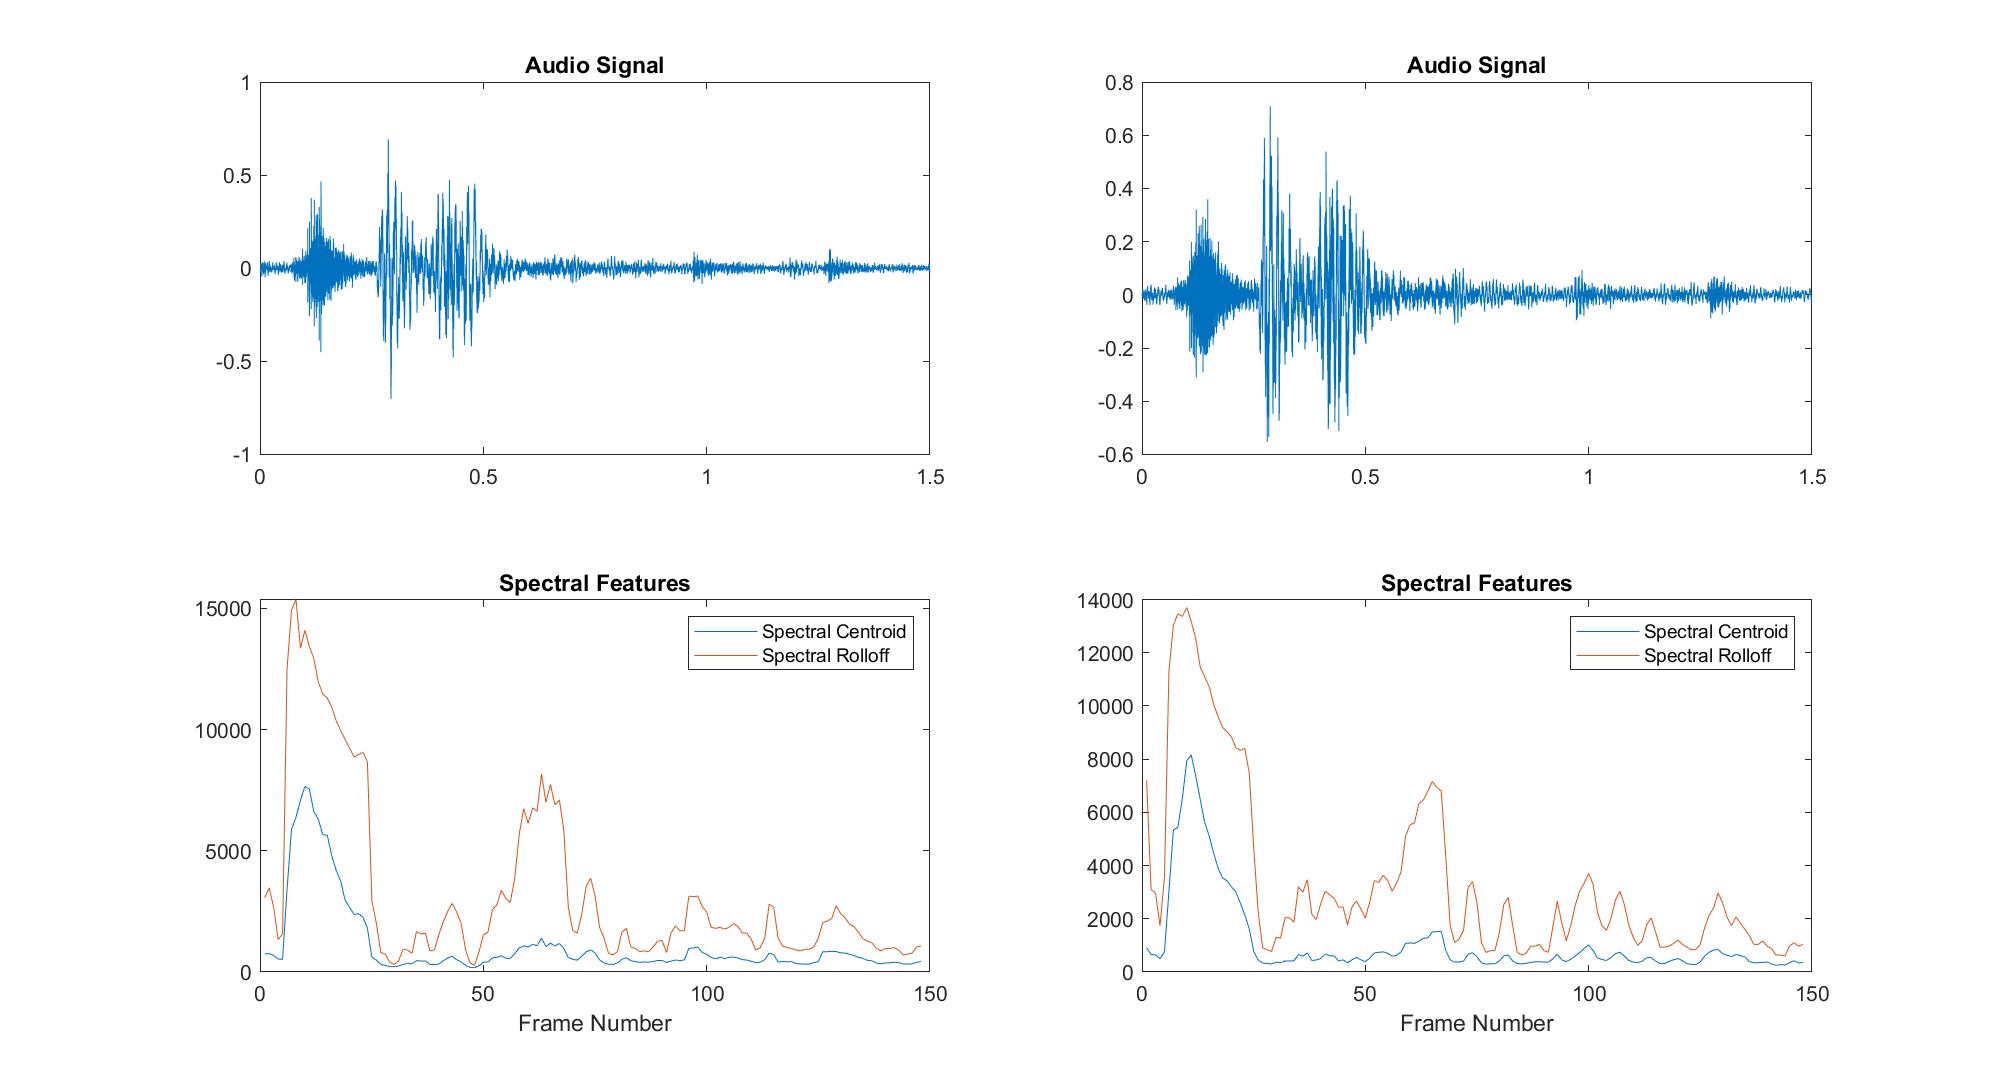 Audio Signal
1
0.5
0
-0.5
-1
0 0.5 1 1.5
Audio Signal
0.8
0.6
0.4
0.2
0
-0.2
-0.4
-0.6
0 0.5 1 1.5
Spectral Features
15000
10000
5000
0
Spectral Centroid
Spectral Rolloff
0 50 100 150
Frame Number
Spectral Features
14000
12000
10000
8000
6000
4000
2000
0
Spectral Centroid
Spectral Rolloff
0 50 100 150
Frame Number